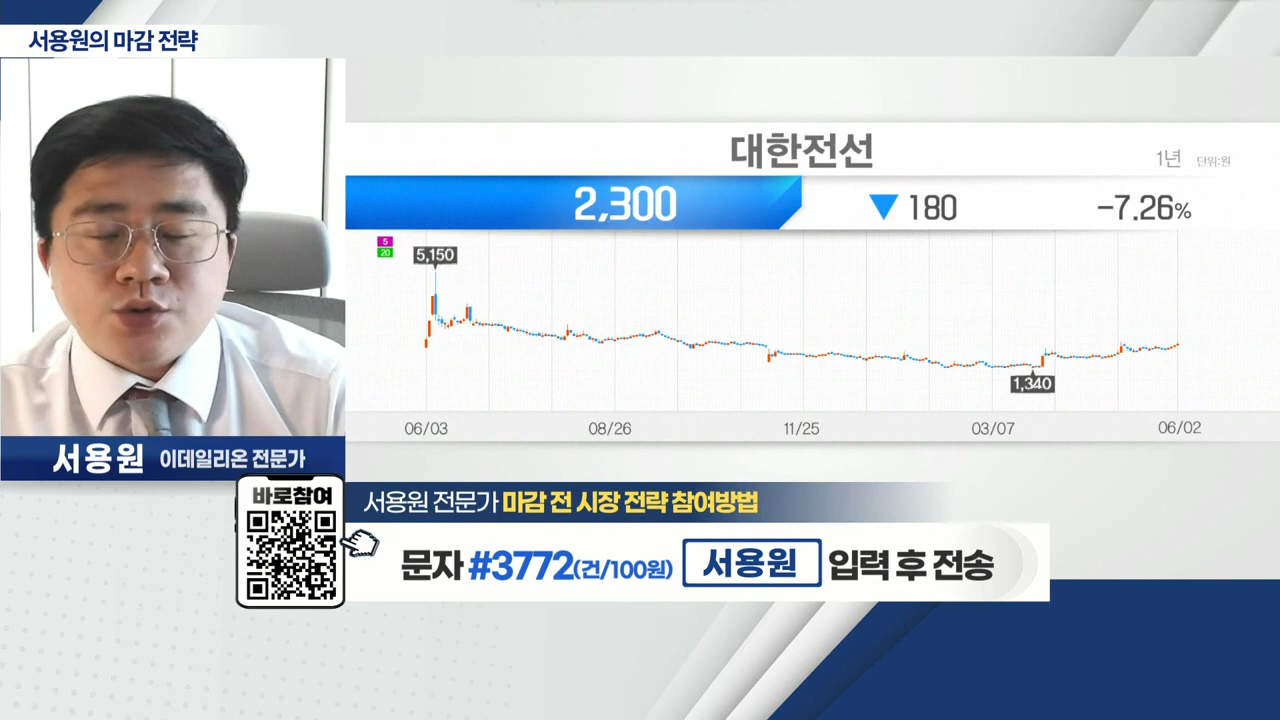 서용원의 마감 전략
대한전선
1년 단위:원
2,300 ▼ 180 -7.26%
5
20
5,150
1,340
06/03 08/26 11/25 03/07 06/02
서용원 이데일리온 전문가
바로참여
서용원 전문가 마감 전 시장 전략 참여방법
문자 #3772(건/100원) 서용원 입력 후 전송